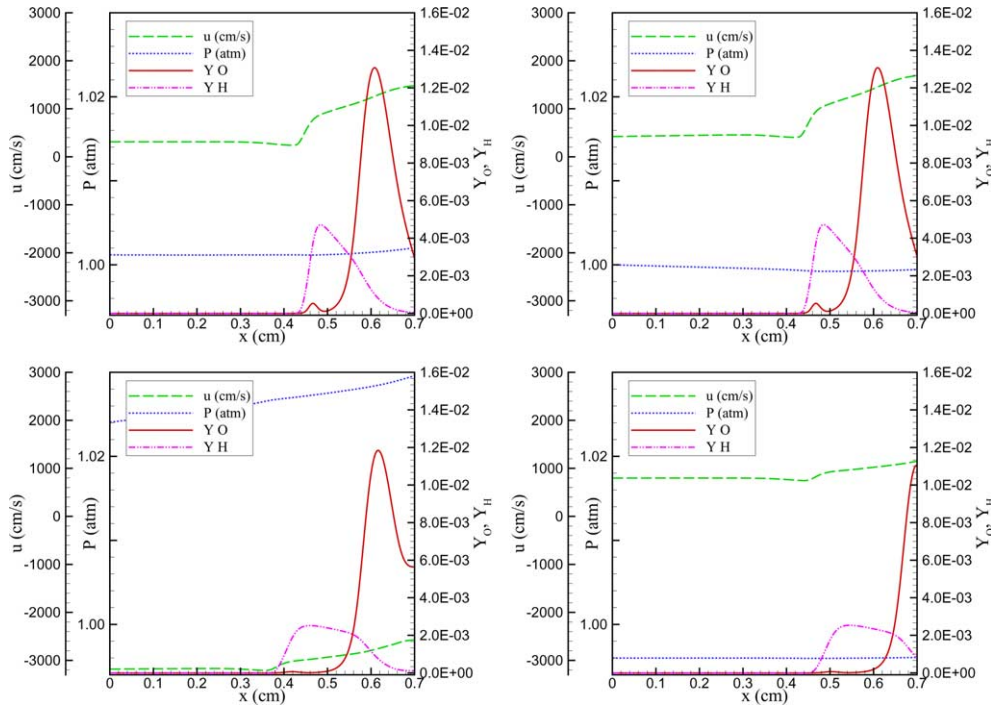 3000
2000
1000
0
-1000
-2000
-3000
u (cm/s)
1.02
1.00
P (atm)
u (cm/s)
P (atm)
Y O
Y H
1.6E-02
1.4E-02
1.2E-02
1.0E-02
8.0E-03
6.0E-03
4.0E-03
2.0E-03
0.0E+00
Y_O, Y_H
0 0.1 0.2 0.3 0.4 0.5 0.6 0.7
x (cm)
3000
2000
1000
0
-1000
-2000
-3000
u (cm/s)
1.02
1.00
P (atm)
u (cm/s)
P (atm)
Y O
Y H
1.6E-02
1.4E-02
1.2E-02
1.0E-02
8.0E-03
6.0E-03
4.0E-03
2.0E-03
0.0E+00
Y_O, Y_H
0 0.1 0.2 0.3 0.4 0.5 0.6 0.7
x (cm)
3000
2000
1000
0
-1000
-2000
-3000
u (cm/s)
1.02
1.00
P (atm)
u (cm/s)
P (atm)
Y O
Y H
1.6E-02
1.4E-02
1.2E-02
1.0E-02
8.0E-03
6.0E-03
4.0E-03
2.0E-03
0.0E+00
Y_O, Y_H
0 0.1 0.2 0.3 0.4 0.5 0.6 0.7
x (cm)
3000
2000
1000
0
-1000
-2000
-3000
u (cm/s)
1.02
1.00
P (atm)
u (cm/s)
P (atm)
Y O
Y H
1.6E-02
1.4E-02
1.2E-02
1.0E-02
8.0E-03
6.0E-03
4.0E-03
2.0E-03
0.0E+00
Y_O, Y_H
0 0.1 0.2 0.3 0.4 0.5 0.6 0.7
x (cm)